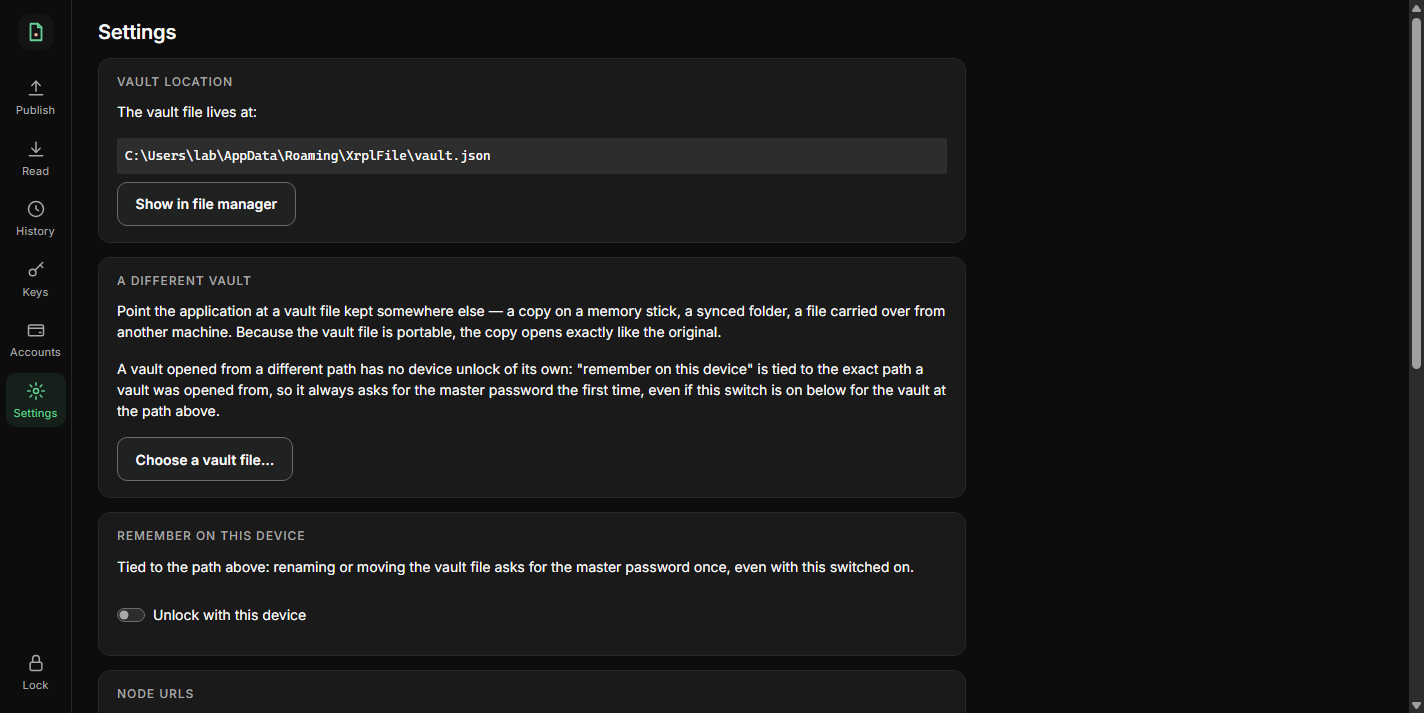 Settings
VAULT LOCATION
The vault file lives at:
C:\Users\lab\AppData\Roaming\XrplFile\vault.json
Show in file manager
A DIFFERENT VAULT
Point the application at a vault file kept somewhere else — a copy on a memory stick, a synced folder, a file carried over from
another machine. Because the vault file is portable, the copy opens exactly like the original.
A vault opened from a different path has no device unlock of its own: "remember on this device" is tied to the exact path a
vault was opened from, so it always asks for the master password the first time, even if this switch is on below for the vault at
the path above.
Choose a vault file...
REMEMBER ON THIS DEVICE
Tied to the path above: renaming or moving the vault file asks for the master password once, even with this switched on.
Unlock with this device
NODE URLS
Publish
Read
History
Keys
Accounts
Settings
Lock